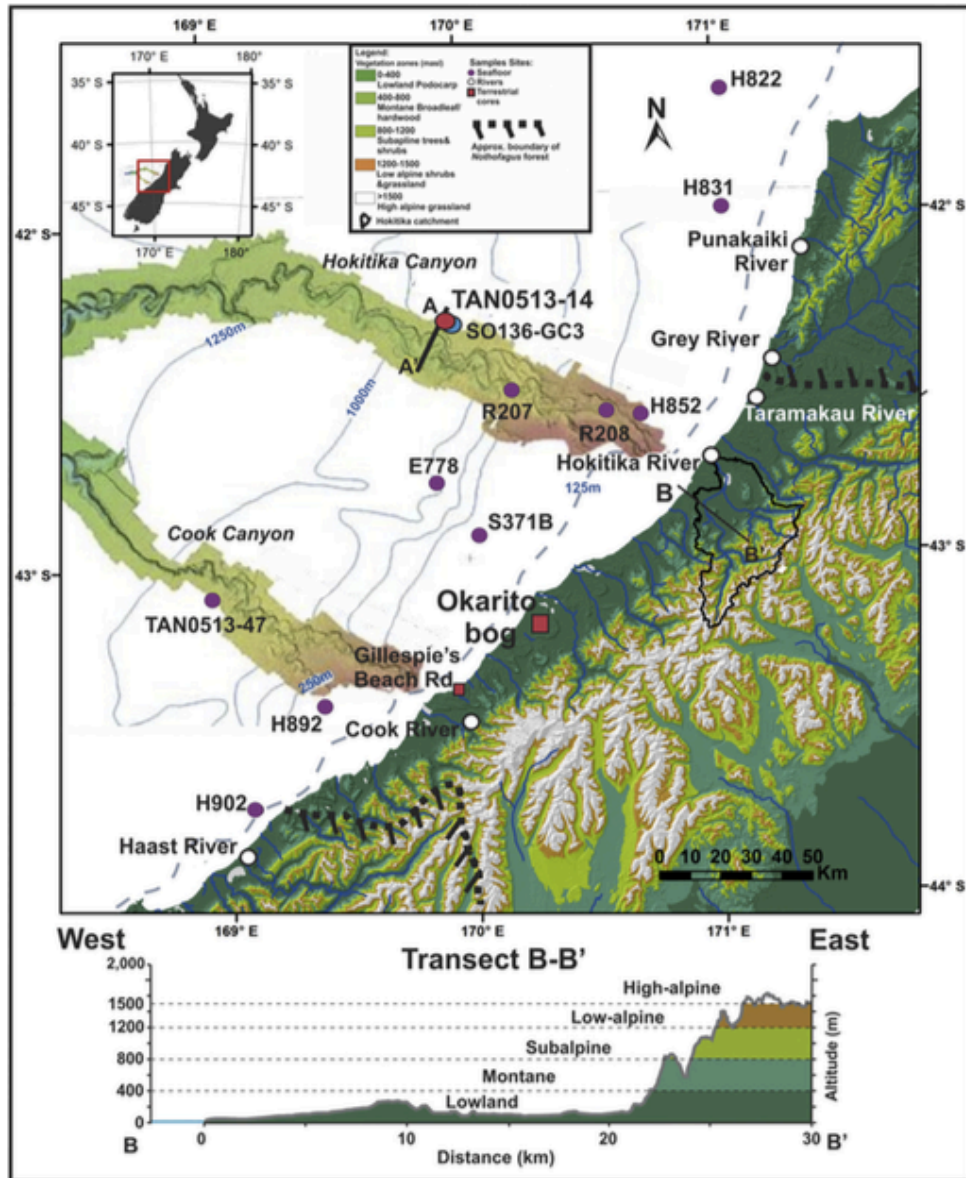 169° E
170° E
171° E
170° E
180°
35° S
35° S
40° S
40° S
45° S
45° S
170° E
180°
Legend:
Vegetation zones (masl)
0-400
Lowland Podocarp
400-800
Montane Broadleaf/
hardwood
800-1200
Subapline trees&
shrubs
1200-1500
Low alpine shrubs
&grassland
>1500
High alpine grassland
Hokitika catchment
Samples Sites:
Seafloor
Rivers
Terrestrial
cores
Approx. boundary of
Nothofagus forest
N
H822
H831
42° S
42° S
Punakaiki
River
Hokitika Canyon
A
TAN0513-14
SO136-GC3
A'
1250m
1000m
Grey River
Taramakau River
R207
R208
H852
Hokitika River
125m
B
B'
E778
S371B
Cook Canyon
43° S
43° S
TAN0513-47
Okarito
bog
Gillespie's
Beach Rd
250m
H892
Cook River
H902
Haast River
0 10 20 30 40 50
Km
44° S
169° E
170° E
171° E
West
East
Transect B-B'
2,000
1500
1200
800
400
0
High-alpine
Low-alpine
Subalpine
Montane
Lowland
Altitude (m)
B
0
10
20
30
B'
Distance (km)